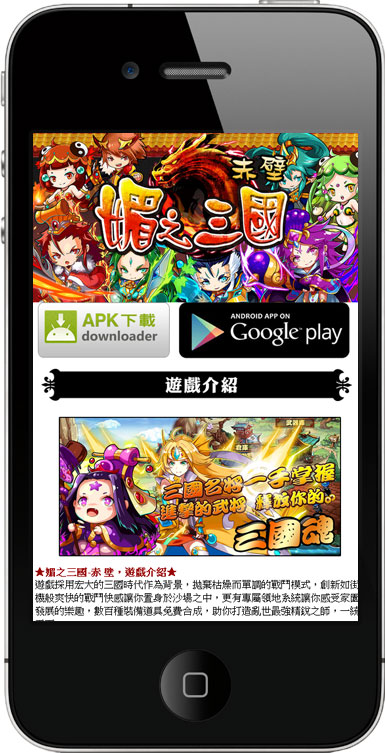 赤壁
媚之三國
APK下載
downloader
ANDROID APP ON
Google play
遊戲介紹
武器店
倉庫
三國名將一手掌握
進擊的武將 綻放你的。
三國魂
★媚之三國-赤壁，遊戲介紹★
遊戲採用宏大的三國時代作為背景，拋棄枯燥而單調的戰鬥模式，創新如街
機般爽快的戰鬥快感讓你置身於沙場之中，更有專屬領地系統讓你感受家園
發展的樂趣，數百種裝備道具免費合成，助你打造亂世最強精銳之師，一統